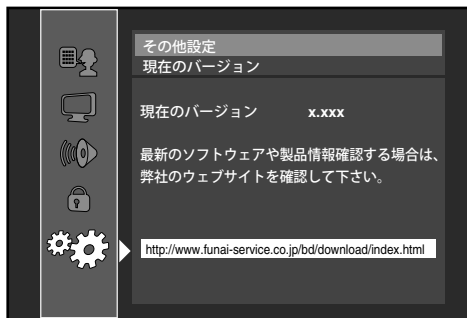 その他設定
現在のバージョン
現在のバージョン x.xxx
最新のソフトウェアや製品情報確認する場合は、
弊社のウェブサイトを確認して下さい。
http://www.funai-service.co.jp/bd/download/index.html